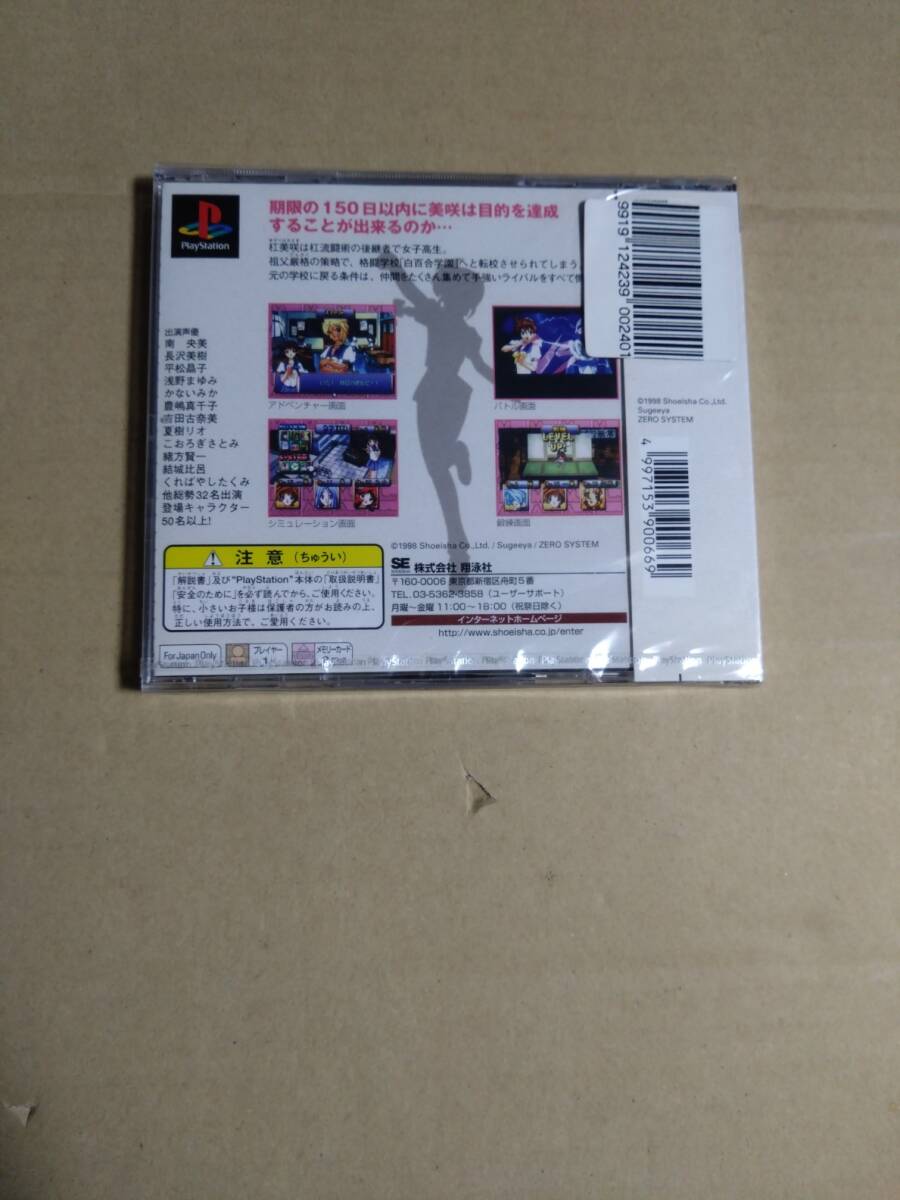 PlayStation
期限の150日以内に美咲は目的を達成
することが出来るのか…
杠美咲は杠流闘術の後継者で女子高生。
祖父厳格の策略で、格闘学校「白百合学園」へと転校させられてしまう
元の学校に戻る条件は、仲間をたくさん集めて手強いライバルをすべて
出演声優
南 央美
長沢美樹
平松晶子
浅野まゆみ
かないみか
豊嶋真千子
吉田古奈美
夏樹リオ
こおろぎさとみ
緒方賢一
結城比呂
くればやしたくみ
他総勢32名出演
登場キャラクター
50名以上!
アドベンチャー画面
バトル画面
LEVEL
UP!
シミュレーション画面
鍛練画面
©1998 Shoeisha Co.,Ltd. / Sugeeya / ZERO SYSTEM
注意(ちゅうい)
「解説書」及び"PlayStation"本体の「取扱説明書」
「安全のために」を必ず読んでから、ご使用ください。
特に、小さいお子様は保護者の方がお読みの上、
正しい使用方法で、ご愛用ください。
SE 株式会社 翔泳社
〒160-0006 東京都新宿区舟町5番
TEL.03-5362-3858(ユーザーサポート)
月曜〜金曜 11:00〜18:00(祝祭日除く)
インターネットホームページ
http://www.shoeisha.co.jp/enter
For Japan Only
プレイヤー
1
メモリーカード
9919 124239 002401
©1998 Shoeisha Co.,Ltd.
Sugeeya
ZERO SYSTEM
4 997153 900669